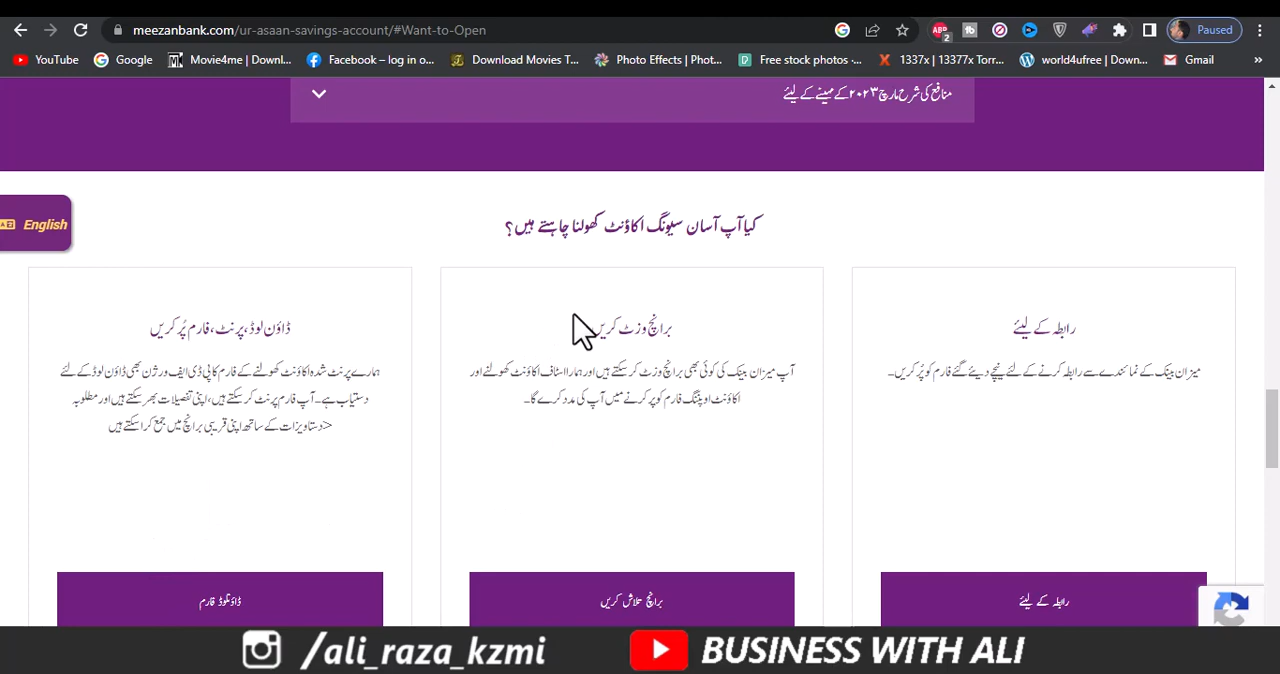 meezanbank.com/ur-asaan-savings-account/#Want-to-Open
Paused
YouTube
Google
Movie4me | Downl...
Facebook – log in o...
Download Movies T...
Photo Effects | Phot...
Free stock photos ·...
1337x | 13377x Torr...
world4ufree | Down...
Gmail
»
منافع کی شرح مارچ ۲۰۲۳ کے مہینے کے لیئے
English
کیا آپ آسان سیونگ اکاؤنٹ کھولنا چاہتے ہیں؟
رابطہ کے لیئے
میزان بینک کے نمائندے سے رابطہ کرنے کے لئے نیچے دیئے گئے فارم کو پُر کریں۔
رابطہ کے لیئے
برانچ وزٹ کریں
آپ میزان بینک کی کوئی بھی برانچ وزٹ کر سکتے ہیں اور ہمارا اسٹاف اکاؤنٹ کھولنے اور
اکاؤنٹ اوپننگ فارم کو پر کرنے میں آپ کی مدد کرے گا۔
برانچ تلاش کریں
ڈاؤن لوڈ، پرنٹ، فارم پُر کریں
ہمارے پرنٹ شدہ اکاؤنٹ کھولنے کے فارم کا پی ڈی ایف ورژن بھی ڈاؤن لوڈ کے لئے
دستیاب ہے۔ آپ فارم پرنٹ کر سکتے ہیں، اپنی تفصیلات بھر سکتے ہیں اور مطلوبہ
دستاویزات کے ساتھ اپنی قریبی برانچ میں جمع کرا سکتے ہیں>
ڈاؤنلوڈ فارم
/ali_raza_kzmi
BUSINESS WITH ALI